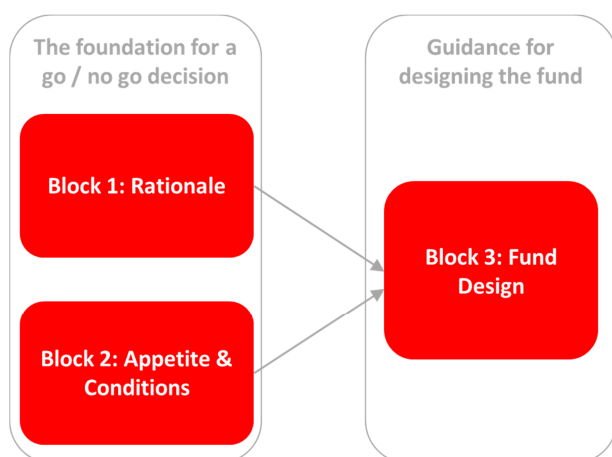 The foundation for a
go / no go decision
Block 1: Rationale
Block 2: Appetite &
Conditions
Guidance for
designing the fund
Block 3: Fund
Design